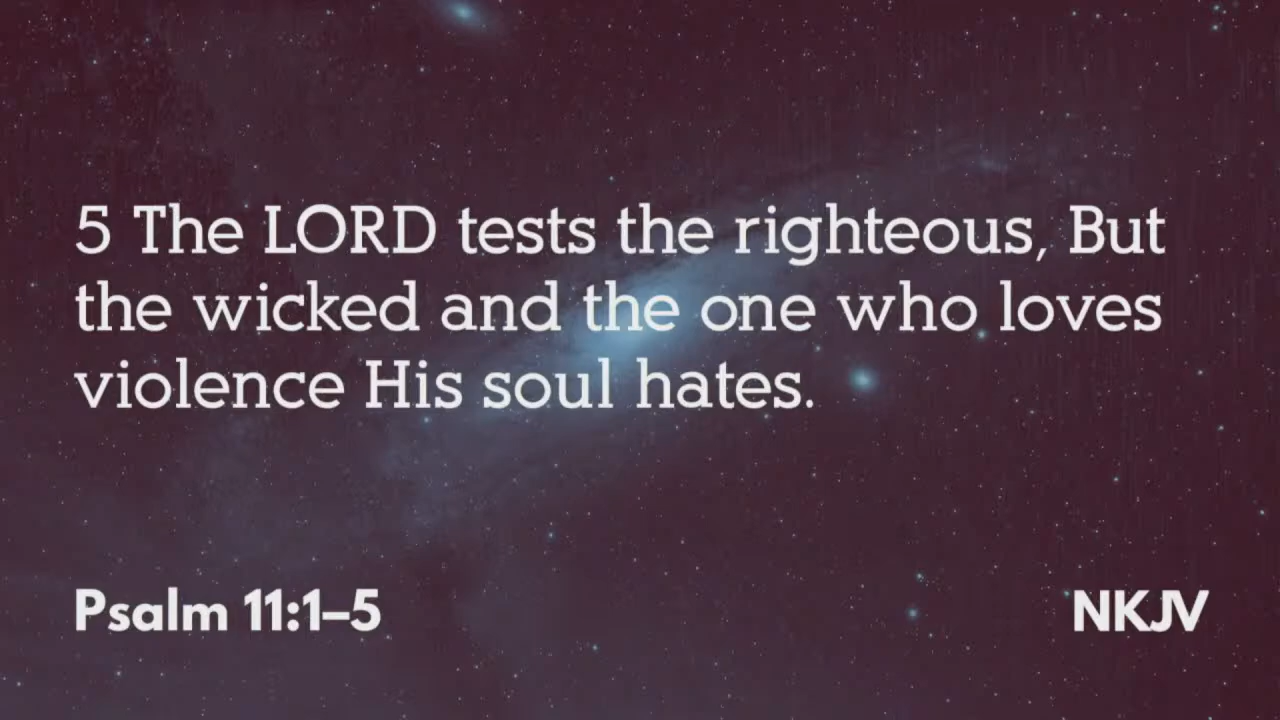 5 The LORD tests the righteous, But
the wicked and the one who loves
violence His soul hates.
Psalm 11:1–5
NKJV